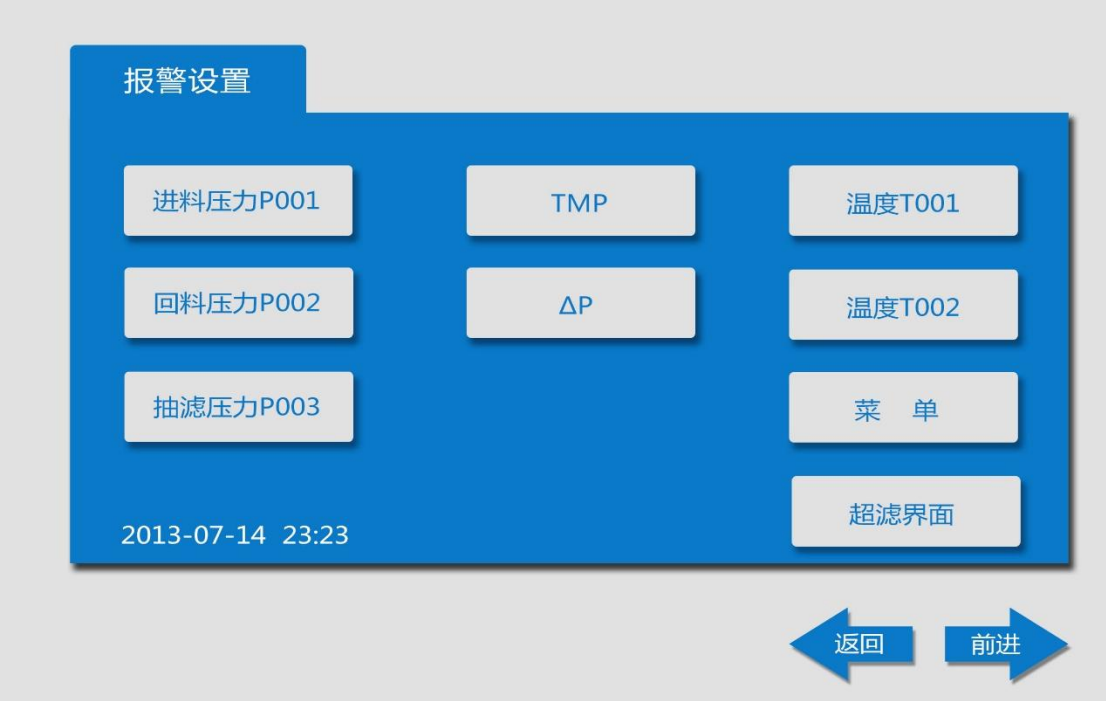 报警设置
进料压力P001
TMP
温度T001
回料压力P002
ΔP
温度T002
抽滤压力P003
菜 单
超滤界面
2013-07-14 23:23
返回
前进